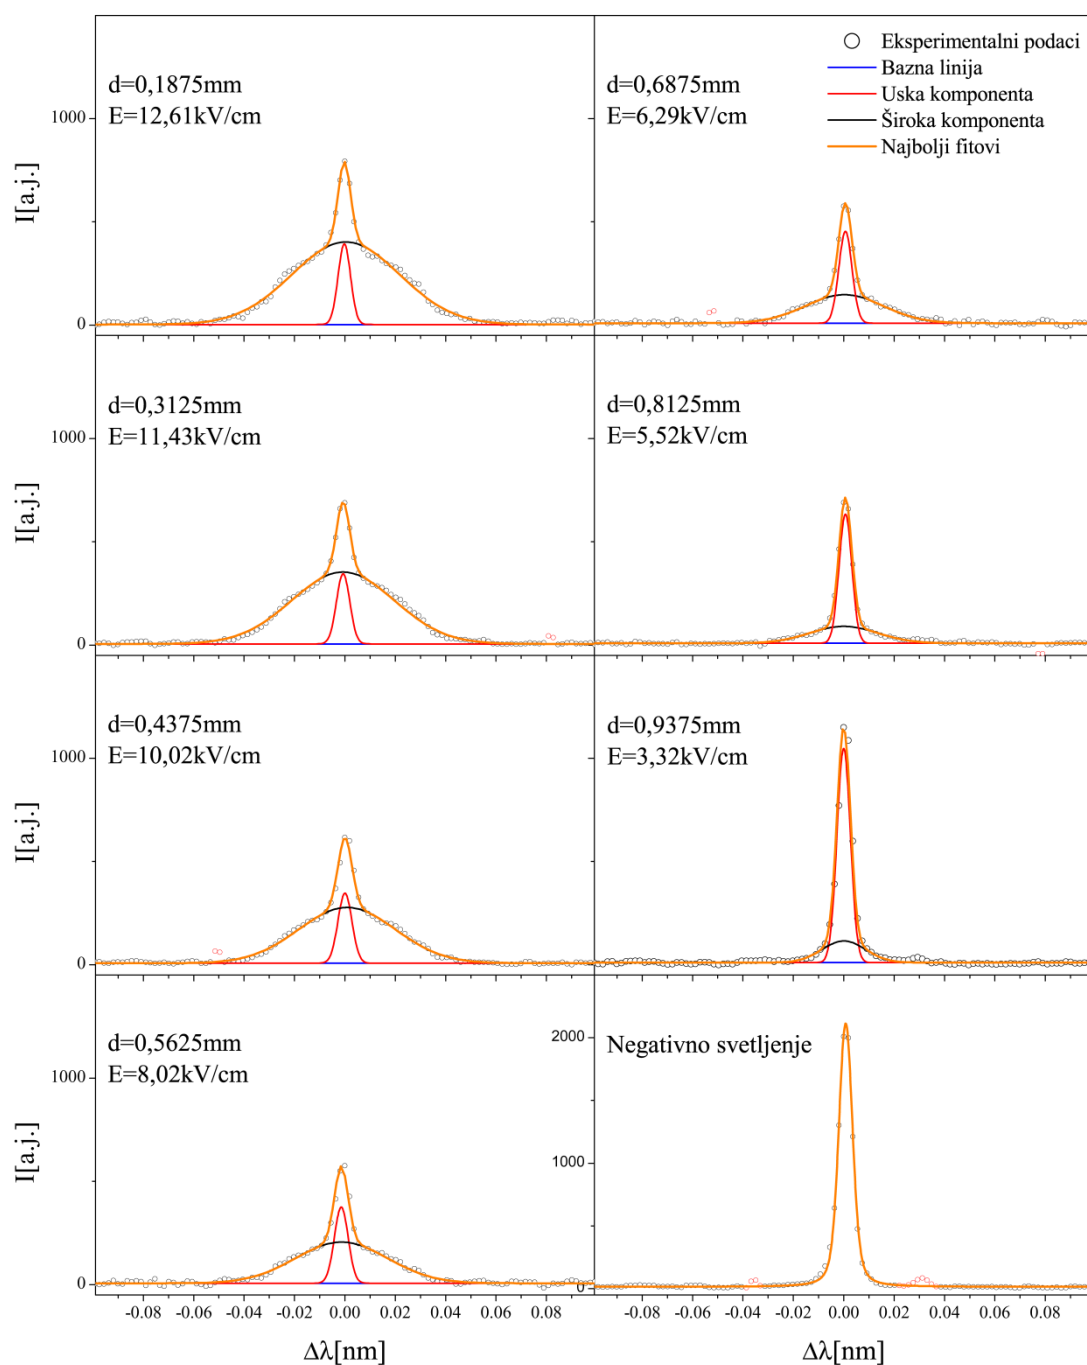 Eksperimentalni podaci
Bazna linija
Uska komponenta
Široka komponenta
Najbolji fitovi
d=0,1875mm
E=12,61kV/cm
1000
0
I[a.j.]
d=0,6875mm
E=6,29kV/cm
d=0,3125mm
E=11,43kV/cm
1000
0
I[a.j.]
d=0,8125mm
E=5,52kV/cm
d=0,4375mm
E=10,02kV/cm
1000
0
I[a.j.]
d=0,9375mm
E=3,32kV/cm
d=0,5625mm
E=8,02kV/cm
1000
0
I[a.j.]
-0.08 -0.06 -0.04 -0.02 0.00 0.02 0.04 0.06 0.08
Δλ[nm]
Negativno svetljenje
2000
1000
0
-0.08 -0.06 -0.04 -0.02 0.00 0.02 0.04 0.06 0.08
Δλ[nm]